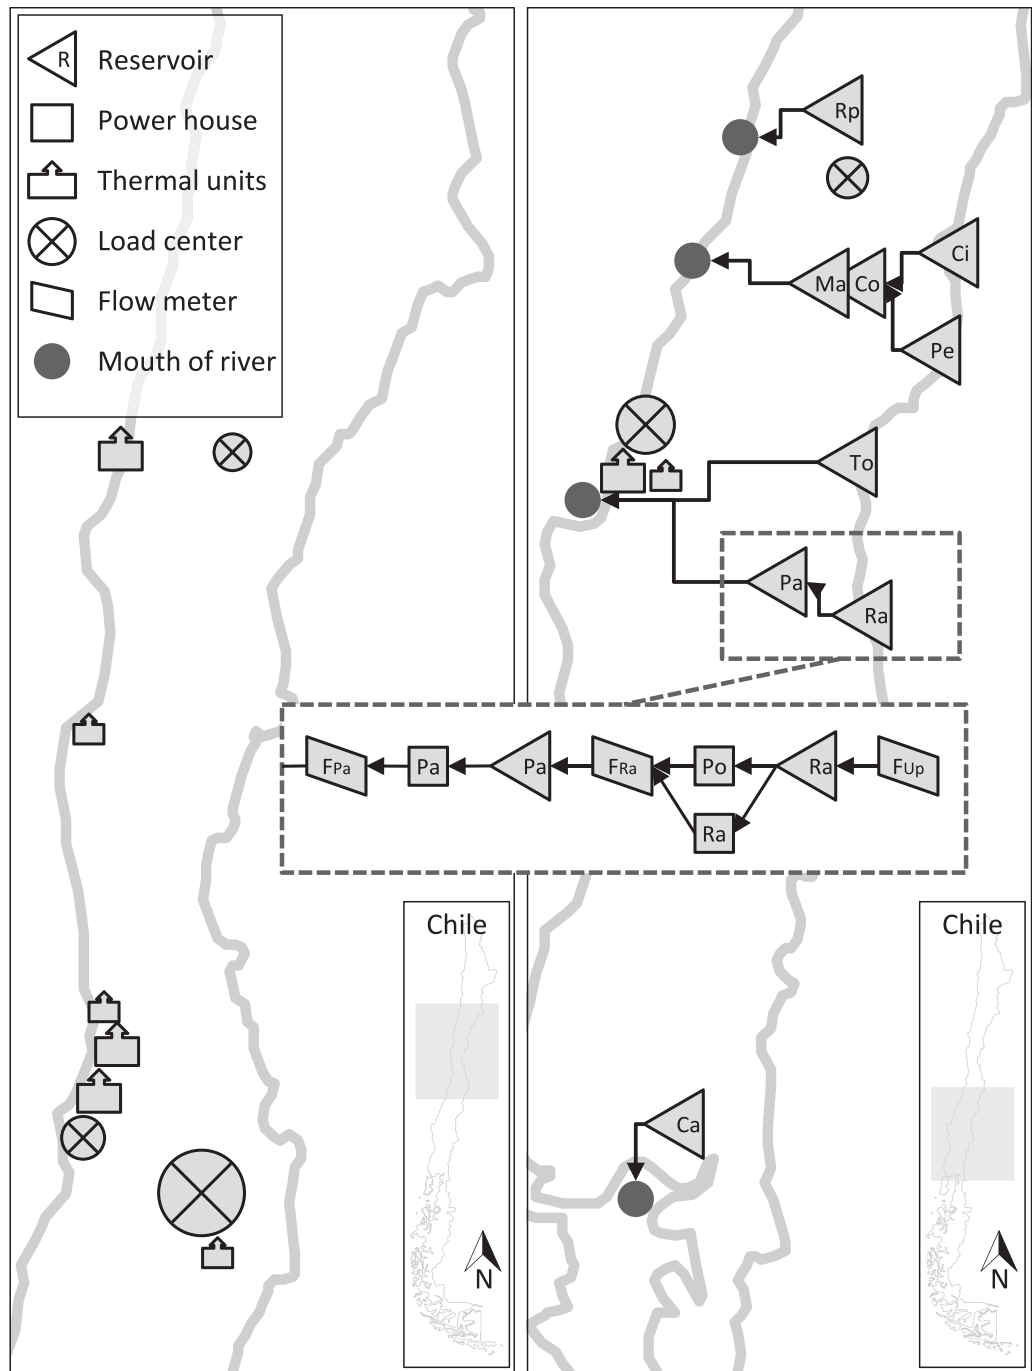 R Reservoir
Power house
Thermal units
Load center
Flow meter
Mouth of river
Rp
Ci
Ma Co
Pe
To
Pa
Ra
FPa Pa Pa FRa Po Ra FUp
Ra
Chile
N
Chile
Ca
N